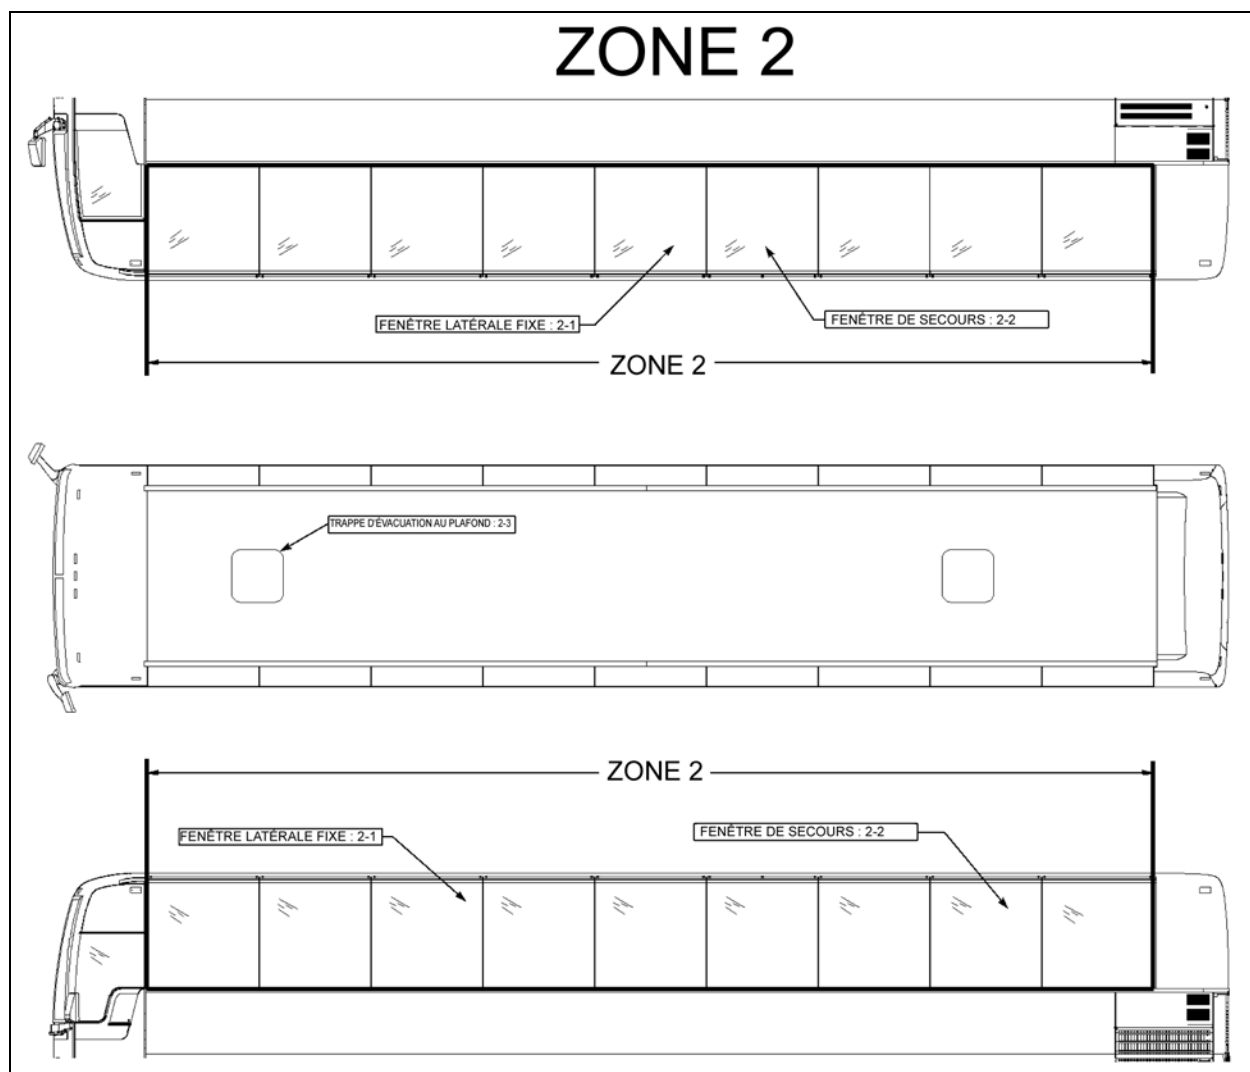 ZONE 2
FENÊTRE LATÉRALE FIXE : 2-1
FENÊTRE DE SECOURS : 2-2
ZONE 2
TRAPPE D'ÉVACUATION AU PLAFOND : 2-3
ZONE 2
FENÊTRE LATÉRALE FIXE : 2-1
FENÊTRE DE SECOURS : 2-2